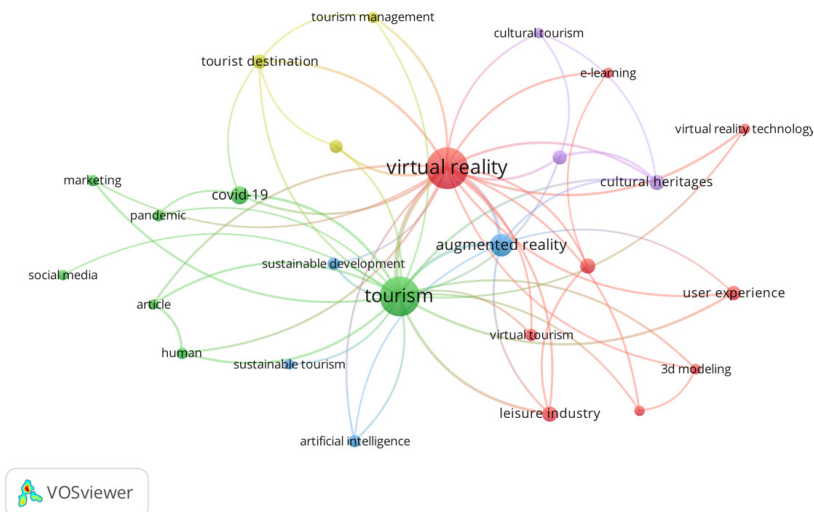 tourism management
cultural tourism
tourist destination
e-learning
virtual reality technology
virtual reality
marketing
cultural heritages
covid-19
pandemic
augmented reality
sustainable development
social media
tourism
user experience
article
virtual tourism
human
sustainable tourism
3d modeling
leisure industry
artificial intelligence
VOSviewer